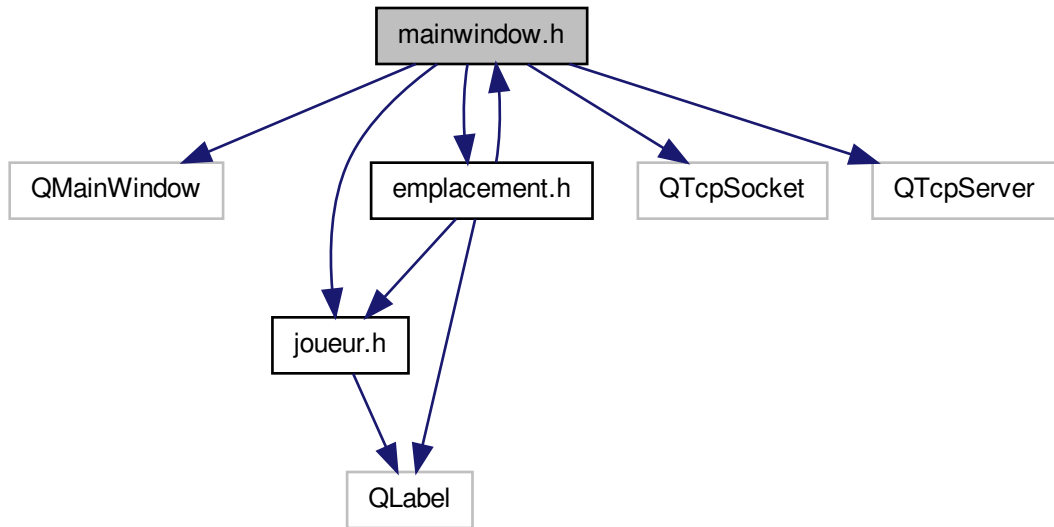 mainwindow.h
QMainWindow
emplacement.h
QTcpSocket
QTcpServer
joueur.h
QLabel